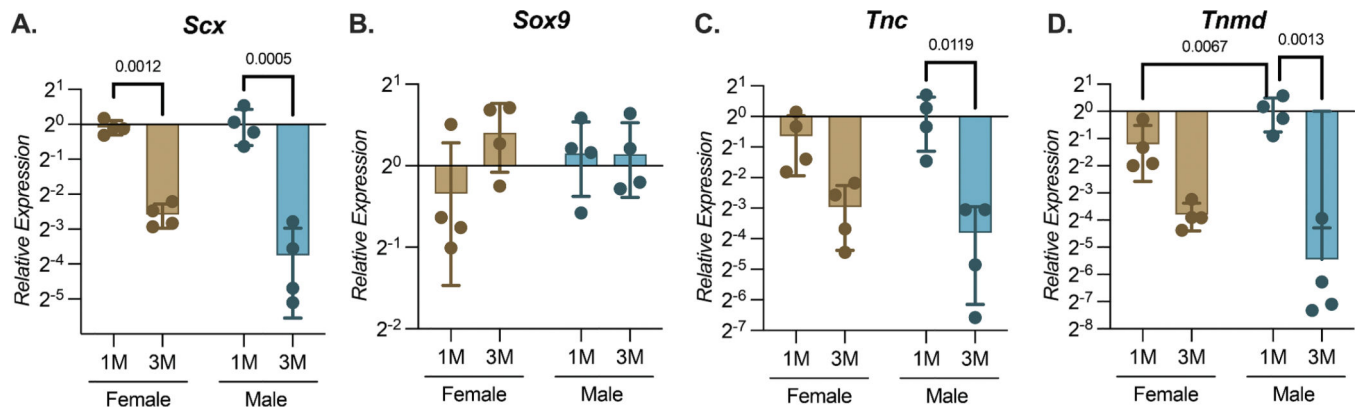 A.
Scx
0.0012
0.0005
Relative Expression
2^1
2^0
2^-1
2^-2
2^-3
2^-4
2^-5
1M 3M 1M 3M
Female Male
B.
Sox9
Relative Expression
2^1
2^0
2^-1
2^-2
1M 3M 1M 3M
Female Male
C.
Tnc
0.0119
Relative Expression
2^1
2^0
2^-1
2^-2
2^-3
2^-4
2^-5
2^-6
2^-7
1M 3M 1M 3M
Female Male
D.
Tnmd
0.0067
0.0013
Relative Expression
2^1
2^0
2^-1
2^-2
2^-3
2^-4
2^-5
2^-6
2^-7
2^-8
1M 3M 1M 3M
Female Male